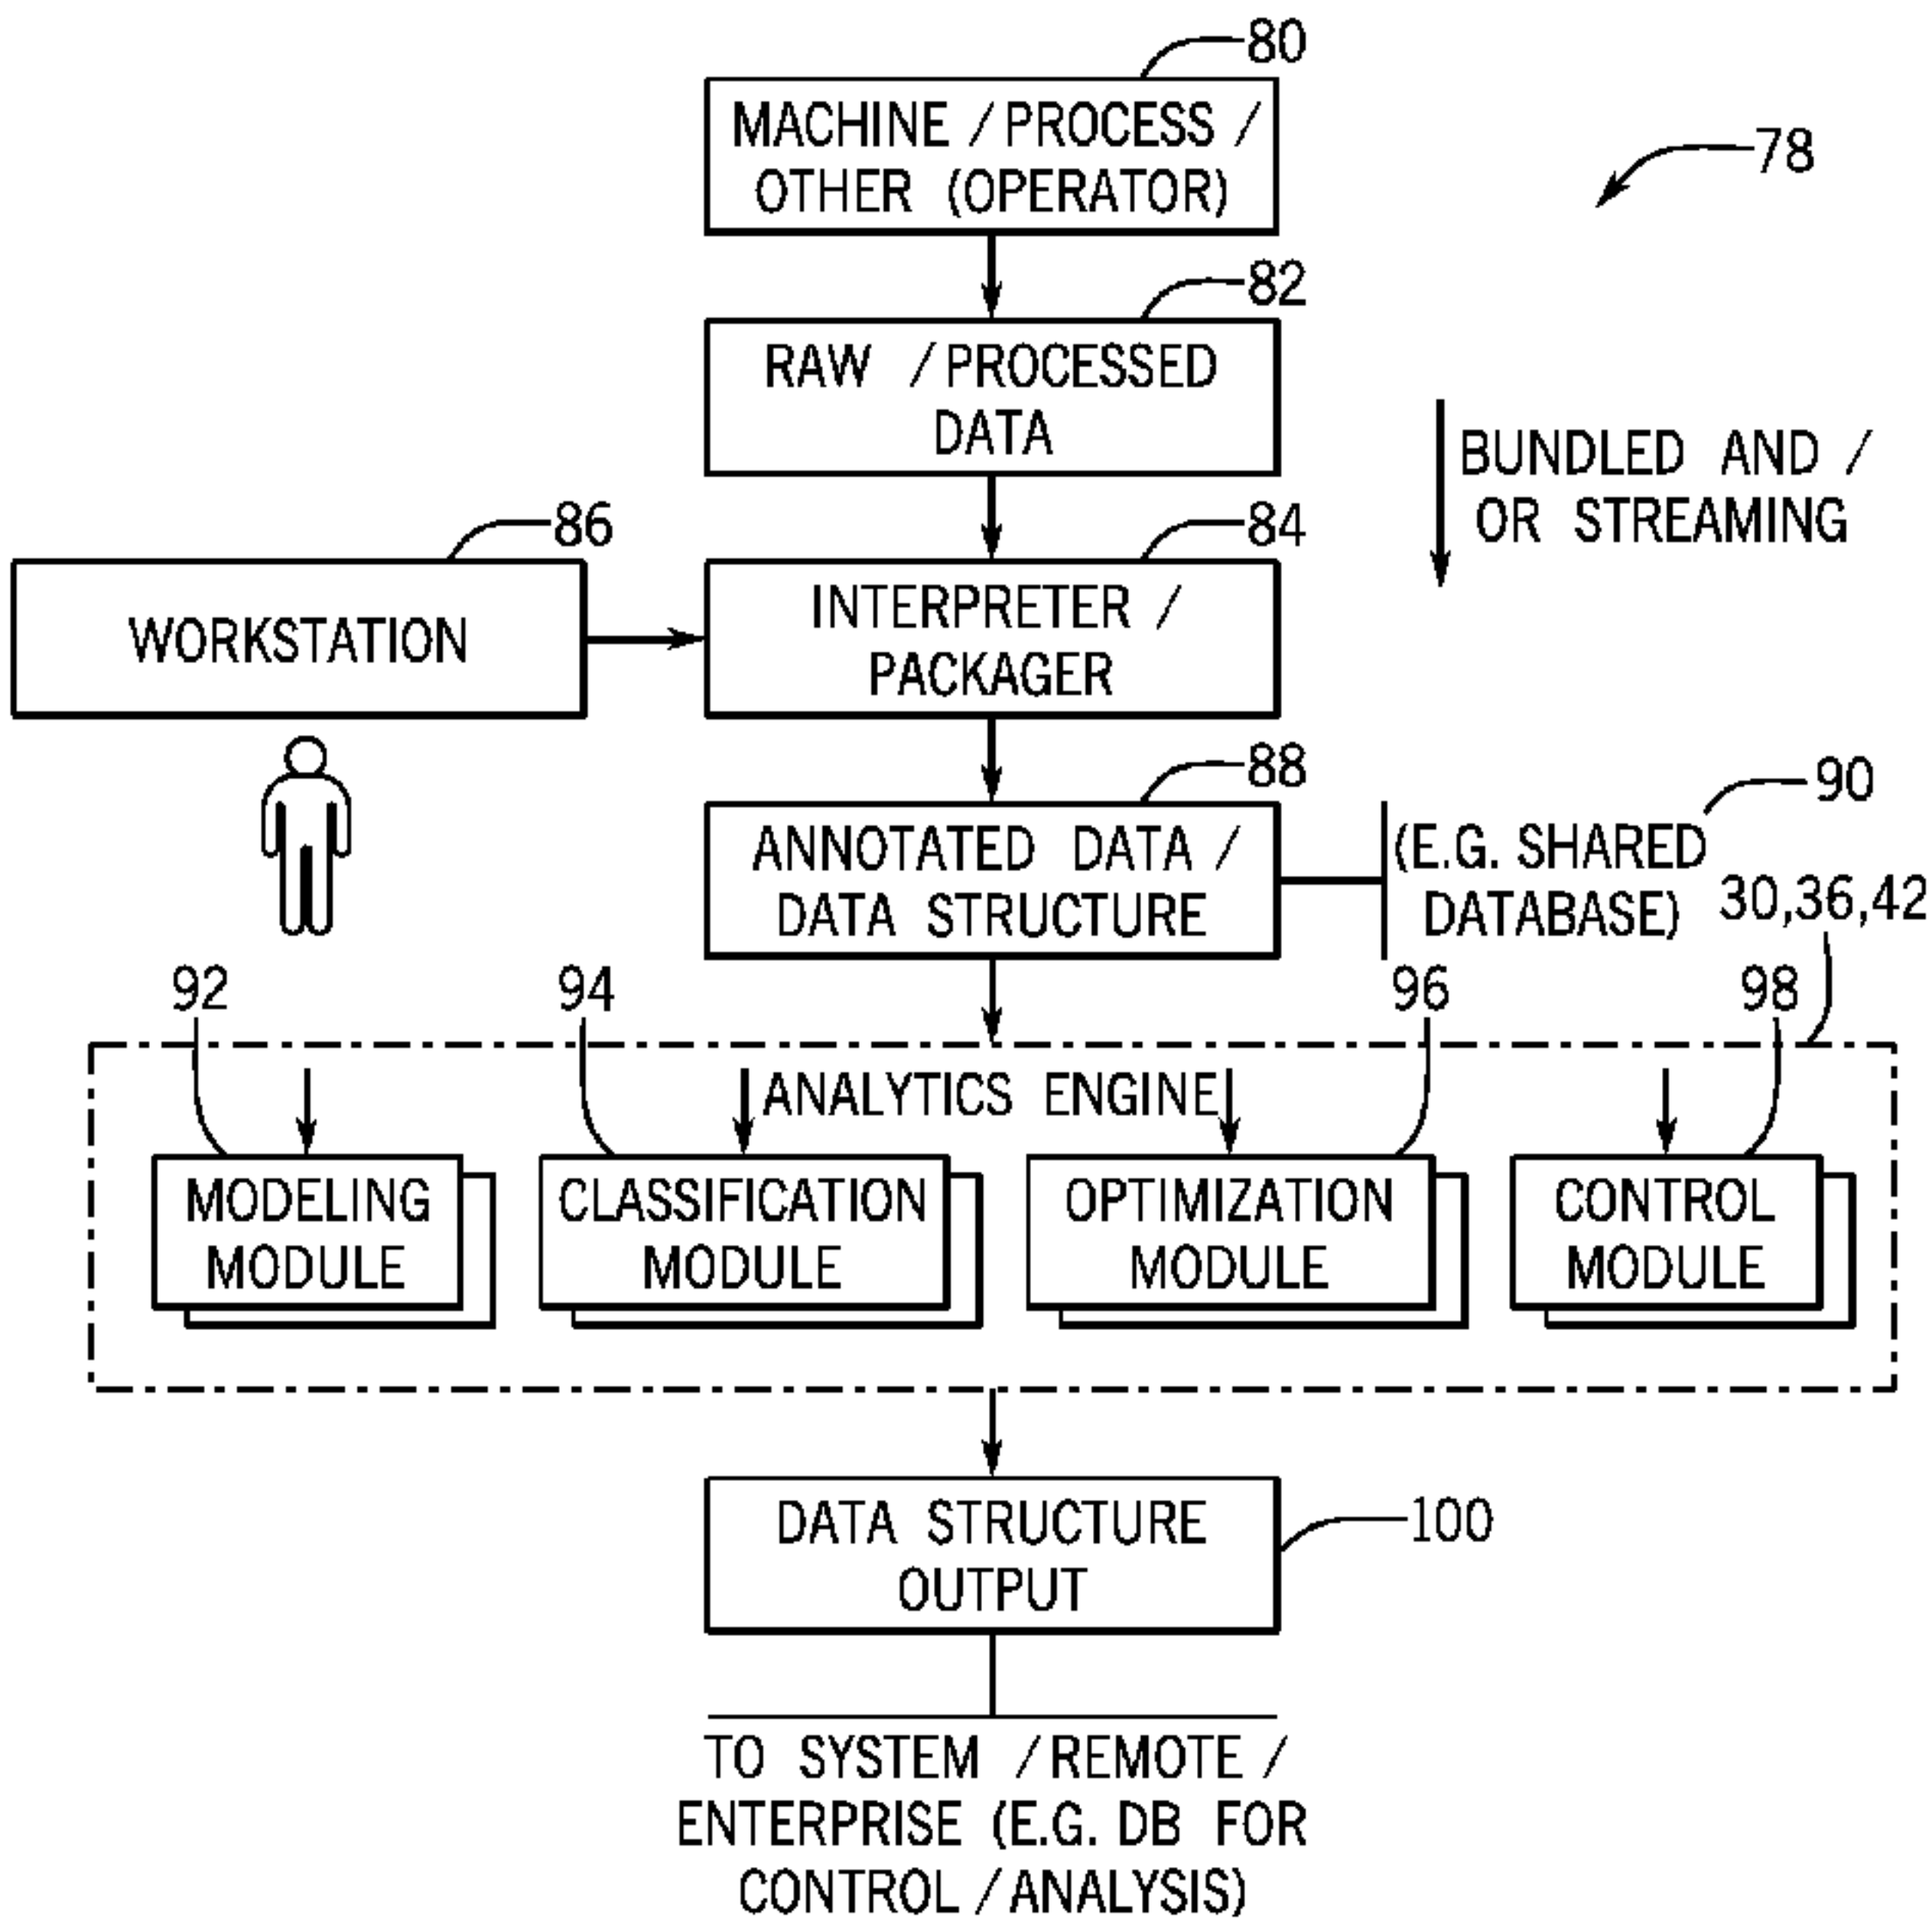 80
MACHINE / PROCESS /
OTHER (OPERATOR)
78
82
RAW / PROCESSED
DATA
BUNDLED AND /
OR STREAMING
86
84
WORKSTATION
INTERPRETER /
PACKAGER
88
90
ANNOTATED DATA /
DATA STRUCTURE
(E.G. SHARED
DATABASE)
30,36,42
92
94
96
98
ANALYTICS ENGINE
MODELING
MODULE
CLASSIFICATION
MODULE
OPTIMIZATION
MODULE
CONTROL
MODULE
DATA STRUCTURE
OUTPUT
100
TO SYSTEM / REMOTE /
ENTERPRISE (E.G. DB FOR
CONTROL / ANALYSIS)